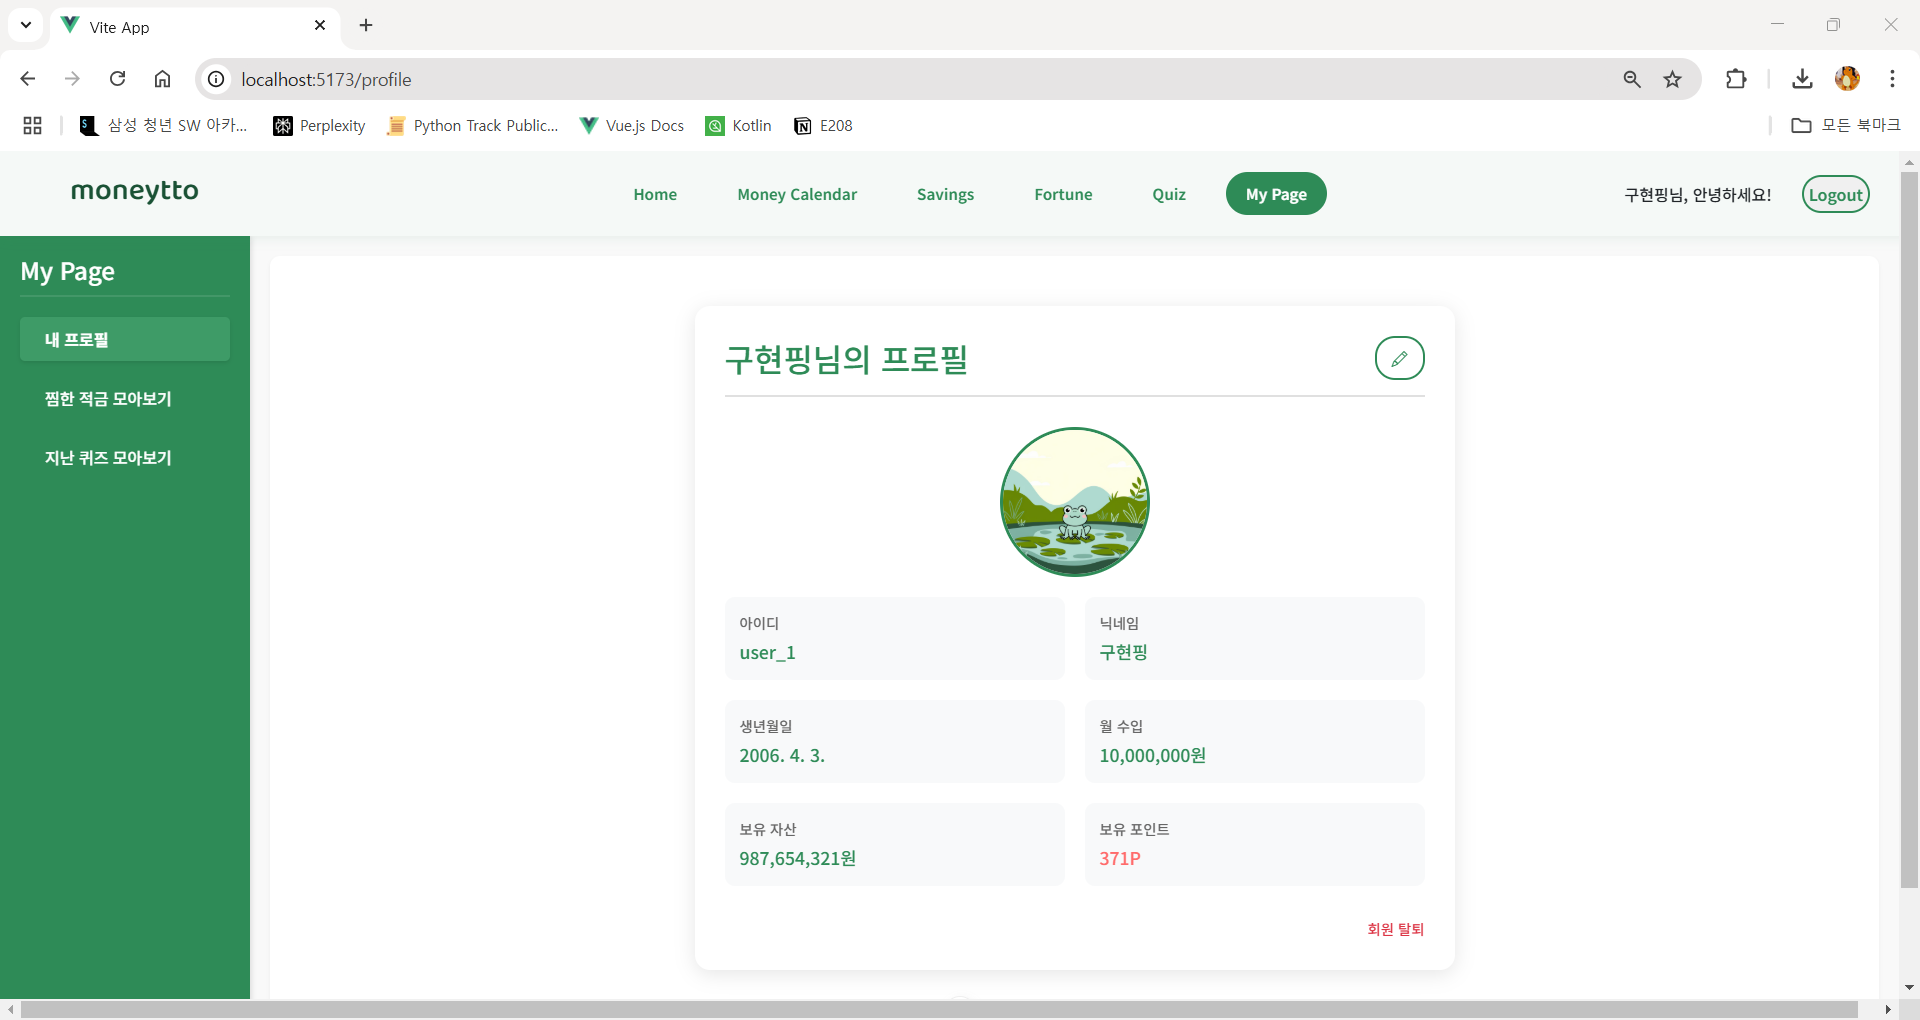 Vite App
localhost:5173/profile
삼성 청년 SW 아카...
Perplexity
Python Track Public...
Vue.js Docs
Kotlin
E208
모든 북마크
moneytto
Home
Money Calendar
Savings
Fortune
Quiz
My Page
구현핑님, 안녕하세요!
Logout
My Page
내 프로필
찜한 적금 모아보기
지난 퀴즈 모아보기
구현핑님의 프로필
아이디
user_1
닉네임
구현핑
생년월일
2006. 4. 3.
월 수입
10,000,000원
보유 자산
987,654,321원
보유 포인트
371P
회원 탈퇴